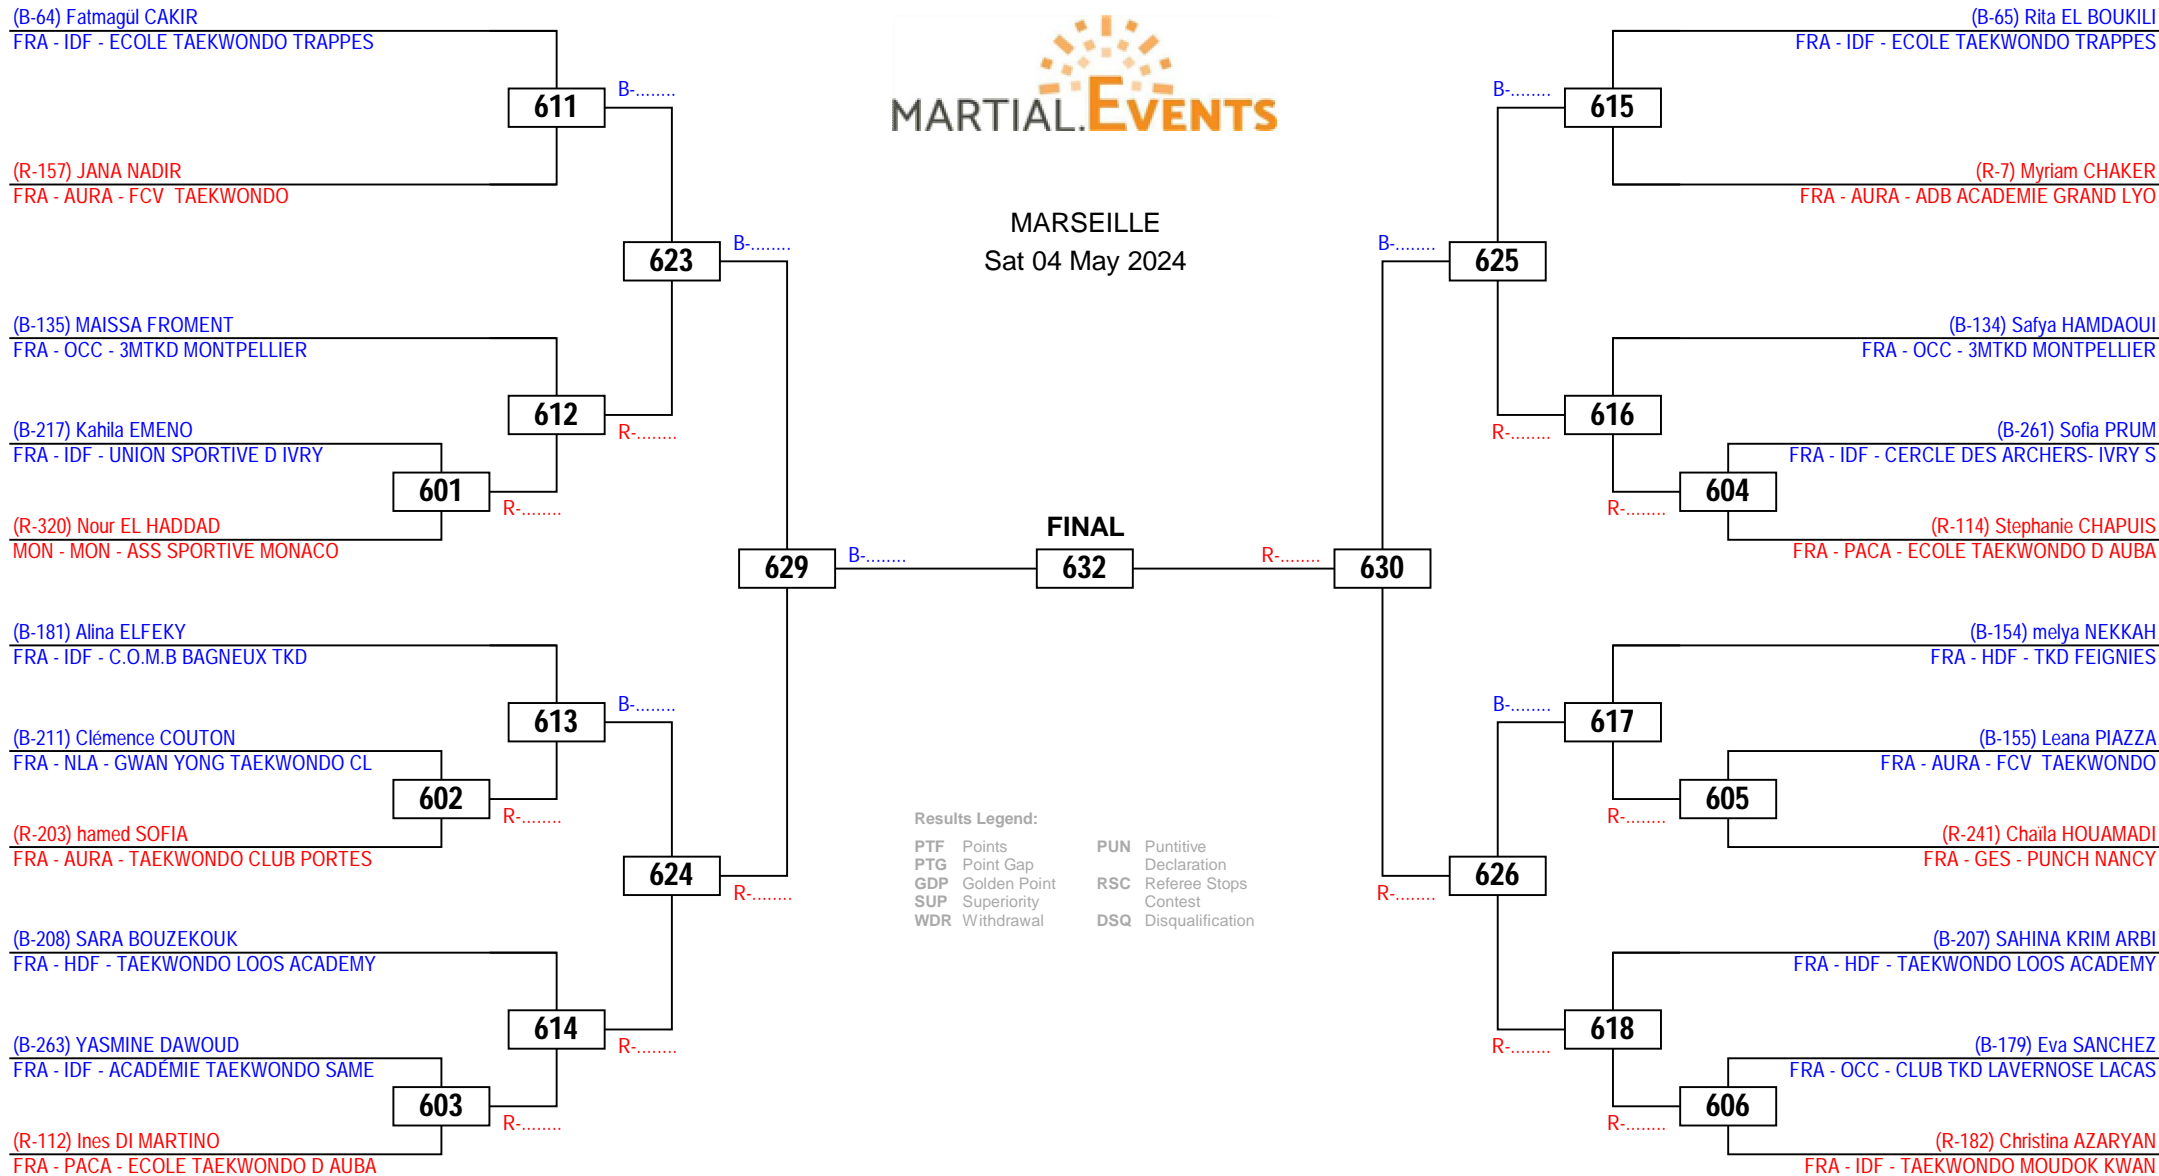 (B-64) Fatmagül CAKIR
FRA - IDF - ECOLE TAEKWONDO TRAPPES
611
B-........
(R-157) JANA NADIR
FRA - AURA - FCV  TAEKWONDO
623
B-........
(B-135) MAISSA FROMENT
FRA - OCC - 3MTKD MONTPELLIER
612
R-........
(B-217) Kahila EMENO
FRA - IDF - UNION SPORTIVE D IVRY
601
R-........
(R-320) Nour EL HADDAD
MON - MON - ASS SPORTIVE MONACO
629
B-........
(B-181) Alina ELFEKY
FRA - IDF - C.O.M.B BAGNEUX TKD
613
B-........
(B-211) Clémence COUTON
FRA - NLA - GWAN YONG TAEKWONDO CL
602
R-........
(R-203) hamed SOFIA
FRA - AURA - TAEKWONDO CLUB PORTES
624
R-........
(B-208) SARA BOUZEKOUK
FRA - HDF - TAEKWONDO LOOS ACADEMY
614
R-........
(B-263) YASMINE DAWOUD
FRA - IDF - ACADÉMIE TAEKWONDO SAME
603
R-........
(R-112) Ines DI MARTINO
FRA - PACA - ECOLE TAEKWONDO D AUBA
MARTIAL.EVENTS
MARSEILLE
Sat 04 May 2024
FINAL
632
Results Legend:
PTF Points
PTG Point Gap
GDP Golden Point
SUP Superiority
WDR Withdrawal
PUN Puntitive
Declaration
RSC Referee Stops
Contest
DSQ Disqualification
(B-65) Rita EL BOUKILI
FRA - IDF - ECOLE TAEKWONDO TRAPPES
B-........
615
(R-7) Myriam CHAKER
FRA - AURA - ADB ACADEMIE GRAND LYO
B-........
625
(B-134) Safya HAMDAOUI
FRA - OCC - 3MTKD MONTPELLIER
R-........
616
(B-261) Sofia PRUM
FRA - IDF - CERCLE DES ARCHERS- IVRY S
R-........
604
(R-114) Stephanie CHAPUIS
FRA - PACA - ECOLE TAEKWONDO D AUBA
R-........
630
(B-154) melya NEKKAH
FRA - HDF - TKD FEIGNIES
B-........
617
(B-155) Leana PIAZZA
FRA - AURA - FCV  TAEKWONDO
R-........
605
(R-241) Chaïla HOUAMADI
FRA - GES - PUNCH NANCY
R-........
626
(B-207) SAHINA KRIM ARBI
FRA - HDF - TAEKWONDO LOOS ACADEMY
R-........
618
(B-179) Eva SANCHEZ
FRA - OCC - CLUB TKD LAVERNOSE LACAS
R-........
606
(R-182) Christina AZARYAN
FRA - IDF - TAEKWONDO MOUDOK KWAN